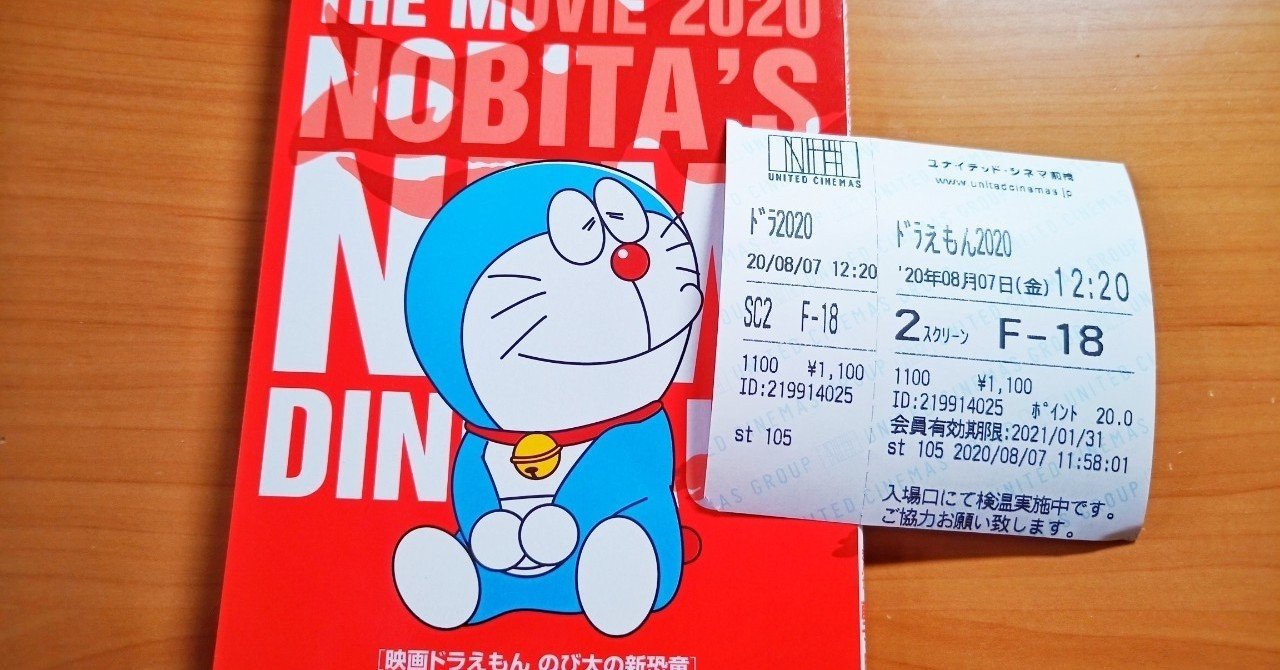 THE MOVIE 2020
NOBiTA'S
DIN
[映画ドラえもん のび太の新恐竜]
UNITED CINEMAS
ドラ2020
20/08/07 12:20
SC2 F-18
1100 ¥1,100
ID:219914025
st 105
ユナイテッド・シネマ
www.unitedcinemas.jp
ドラえもん2020
'20年08月07日(金) 12:20
2スクリーン F-18
1100 ¥1,100
ID:219914025 ポイント 20.0
会員有効期限:2021/01/31
st 105 2020/08/07 11:58:01
入場口にて検温実施中です。
ご協力お願い致します。